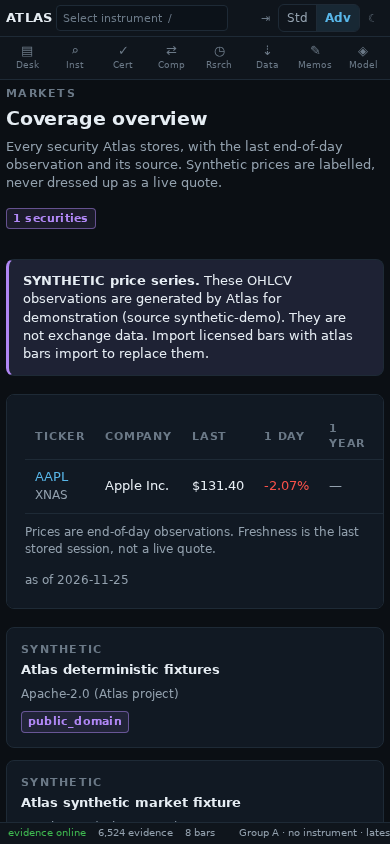 ATLAS Select instrument / ⇥ Std Adv ☾
Desk Inst Cert Comp Rsrch Data Memos Model
MARKETS
Coverage overview
Every security Atlas stores, with the last end-of-day
observation and its source. Synthetic prices are labelled,
never dressed up as a live quote.
1 securities
SYNTHETIC price series. These OHLCV
observations are generated by Atlas for
demonstration (source synthetic-demo). They are
not exchange data. Import licensed bars with atlas
bars import to replace them.
TICKER COMPANY LAST 1 DAY 1 YEAR
AAPL
XNAS
Apple Inc. $131.40 -2.07% —
Prices are end-of-day observations. Freshness is the last
stored session, not a live quote.
as of 2026-11-25
SYNTHETIC
Atlas deterministic fixtures
Apache-2.0 (Atlas project)
public_domain
SYNTHETIC
Atlas synthetic market fixture
evidence online 6,524 evidence 8 bars Group A · no instrument · lates